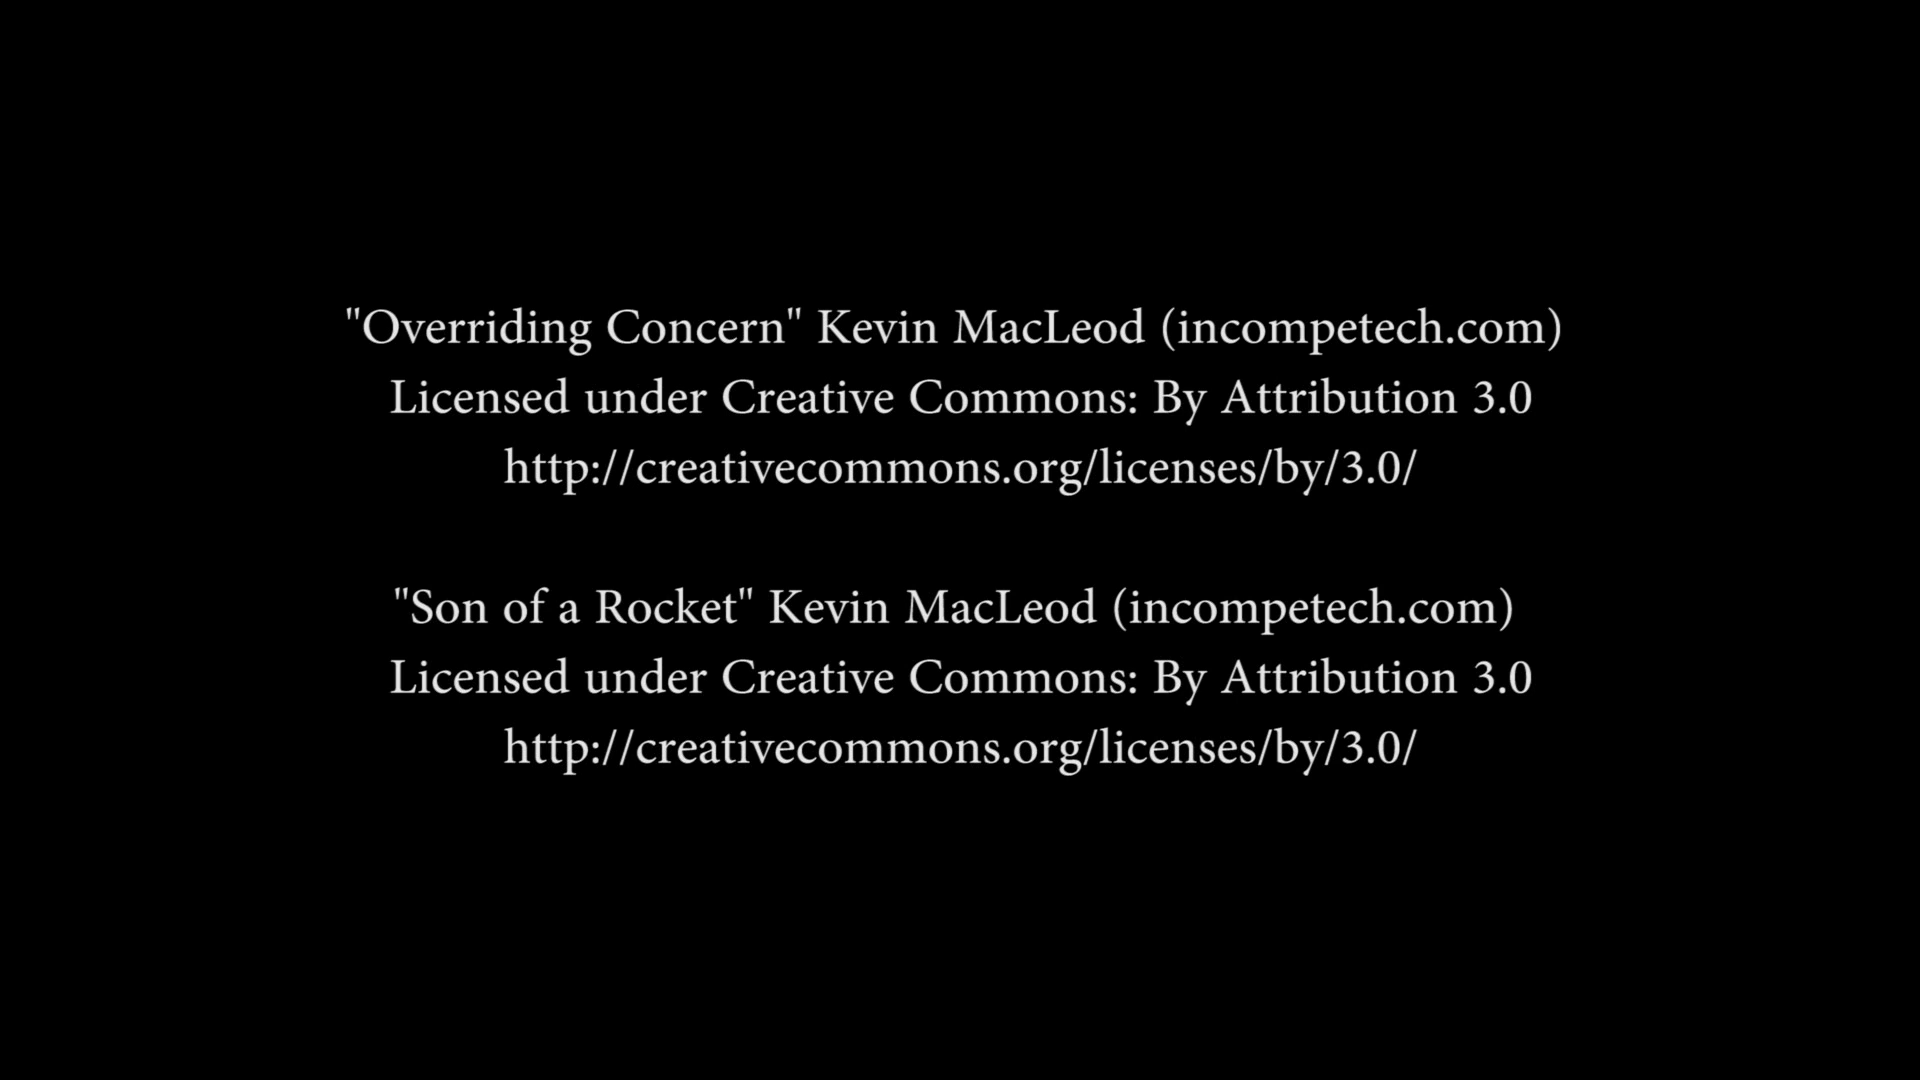 "Overriding Concern" Kevin MacLeod (incompetech.com)
Licensed under Creative Commons: By Attribution 3.0
http://creativecommons.org/licenses/by/3.0/
"Son of a Rocket" Kevin MacLeod (incompetech.com)
Licensed under Creative Commons: By Attribution 3.0
http://creativecommons.org/licenses/by/3.0/